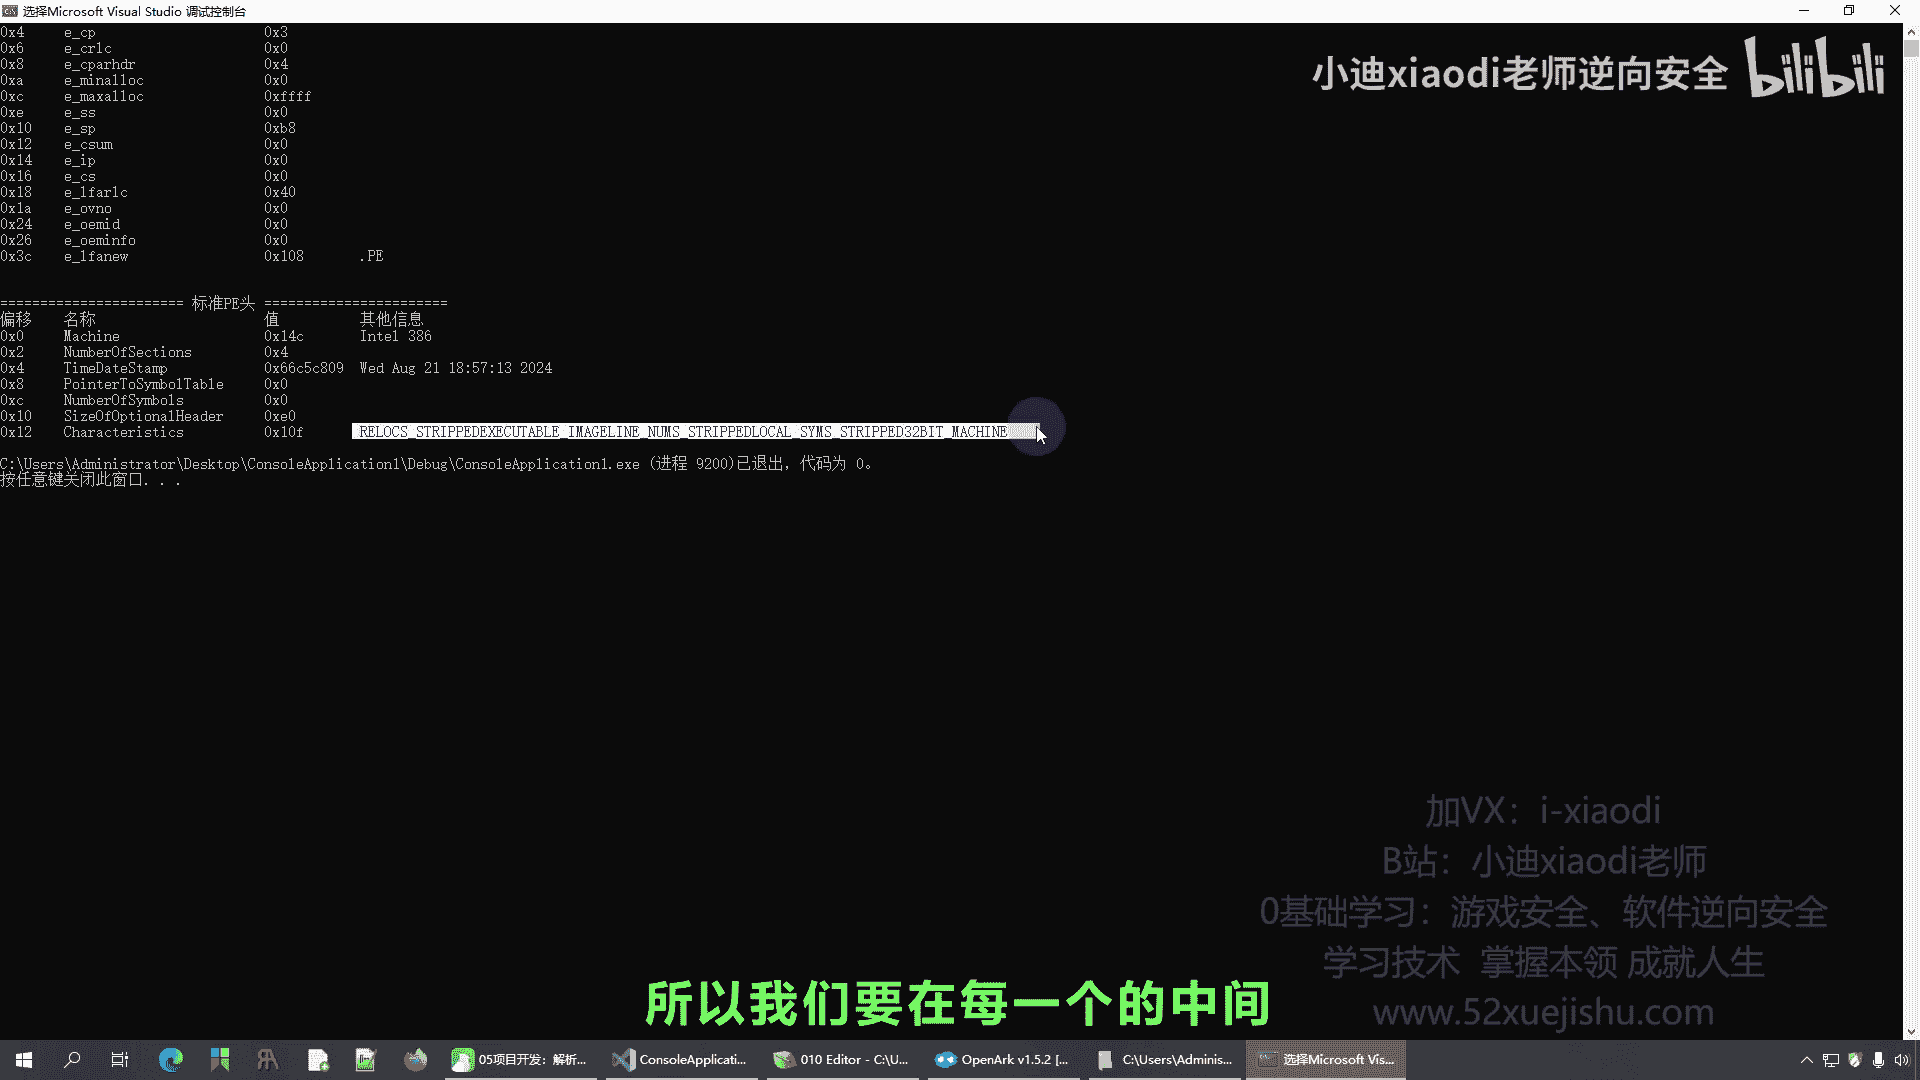 选择Microsoft Visual Studio 调试控制台
0x4 e_cp 0x3
0x6 e_crlc 0x0
0x8 e_cparhdr 0x4
0xa e_minalloc 0x0
0xc e_maxalloc 0xffff
0xe e_ss 0x0
0x10 e_sp 0xb8
0x12 e_csum 0x0
0x14 e_ip 0x0
0x16 e_cs 0x0
0x18 e_lfarlc 0x40
0x1a e_ovno 0x0
0x24 e_oemid 0x0
0x26 e_oeminfo 0x0
0x3c e_lfanew 0x108 .PE
小迪xiaodi老师逆向安全 bilibili
======================= 标准PE头 =======================
偏移 名称 值 其他信息
0x0 Machine 0x14c Intel 386
0x2 NumberOfSections 0x4
0x4 TimeDateStamp 0x66c5c809 Wed Aug 21 18:57:13 2024
0x8 PointerToSymbolTable 0x0
0xc NumberOfSymbols 0x0
0x10 SizeOfOptionalHeader 0xe0
0x12 Characteristics 0x10f RELOCS_STRIPPEDEXECUTABLE_IMAGELINE_NUMS_STRIPPEDLOCAL_SYMS_STRIPPED32BIT_MACHINE
C:\Users\Administrator\Desktop\ConsoleApplication1\Debug\ConsoleApplication1.exe (进程 9200)已退出，代码为 0。
按任意键关闭此窗口. . .
加VX：i-xiaodi
B站：小迪xiaodi老师
0基础学习：游戏安全、软件逆向安全
学习技术 掌握本领 成就人生
www.52xuejishu.com
所以我们要在每一个的中间
05项目开发：解析... ConsoleApplicati... 010 Editor - C:\U... OpenArk v1.5.2 [... C:\Users\Adminis... 选择Microsoft Vis...